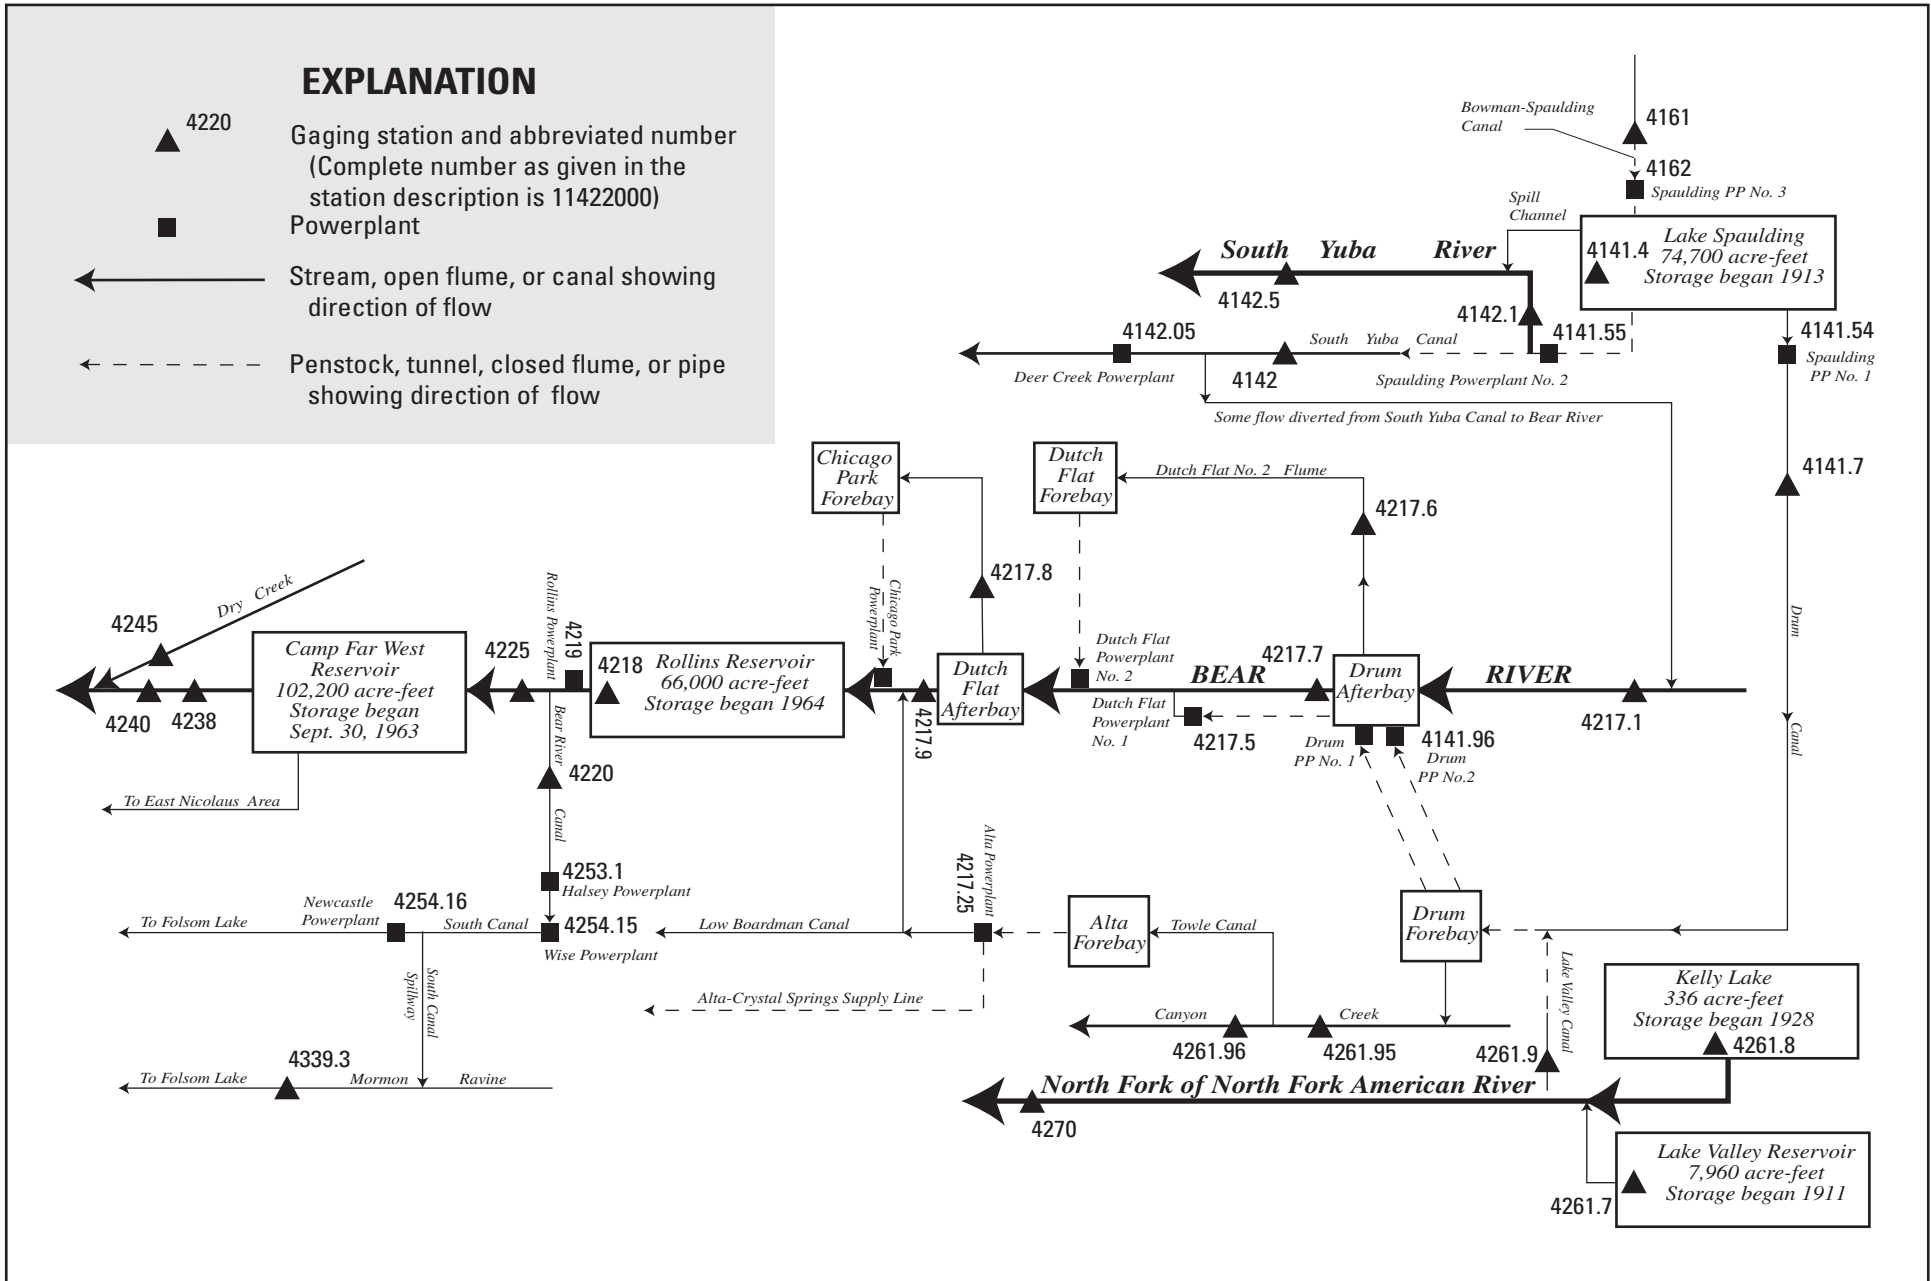 EXPLANATION
4220
Gaging station and abbreviated number
(Complete number as given in the
station description is 11422000)
Powerplant
Stream, open flume, or canal showing
direction of flow
Penstock, tunnel, closed flume, or pipe
showing direction of flow
Bowman-Spaulding
Canal
4161
4162
Spaulding PP No. 3
Spill
Channel
Lake Spaulding
74,700 acre-feet
Storage began 1913
4141.4
South Yuba River
4142.5
4142.1
4141.55
4141.54
Spaulding
PP No. 1
4142.05
South Yuba Canal
Deer Creek Powerplant
4142
Spaulding Powerplant No. 2
Some flow diverted from South Yuba Canal to Bear River
Chicago
Park
Forebay
Dutch
Flat
Forebay
Dutch Flat No. 2 Flume
4141.7
4217.6
4217.8
Chicago Park
Powerplant
Dry Creek
4245
Rollins Powerplant
4219
Camp Far West
Reservoir
102,200 acre-feet
Storage began
Sept. 30, 1963
4225
4218
Rollins Reservoir
66,000 acre-feet
Storage began 1964
Dutch
Flat
Afterbay
Dutch Flat
Powerplant
No. 2
Dutch Flat
Powerplant
No. 1
BEAR RIVER
4217.7
Drum
Afterbay
4217.1
4240
4238
4217.9
4217.5
Drum
PP No. 1
4141.96
Drum
PP No.2
Drum
Canal
Bear River
4220
Canal
To East Nicolaus Area
4253.1
Halsey Powerplant
Alta Powerplant
4217.25
Newcastle
Powerplant
4254.16
To Folsom Lake
South Canal
4254.15
Wise Powerplant
Low Boardman Canal
Alta
Forebay
Towle Canal
Drum
Forebay
South Canal
Spillway
Alta-Crystal Springs Supply Line
Lake Valley Canal
Kelly Lake
336 acre-feet
Storage began 1928
4261.8
Canyon Creek
4261.96
4261.95
4261.9
4339.3
To Folsom Lake
Mormon Ravine
North Fork of North Fork American River
4270
Lake Valley Reservoir
7,960 acre-feet
Storage began 1911
4261.7